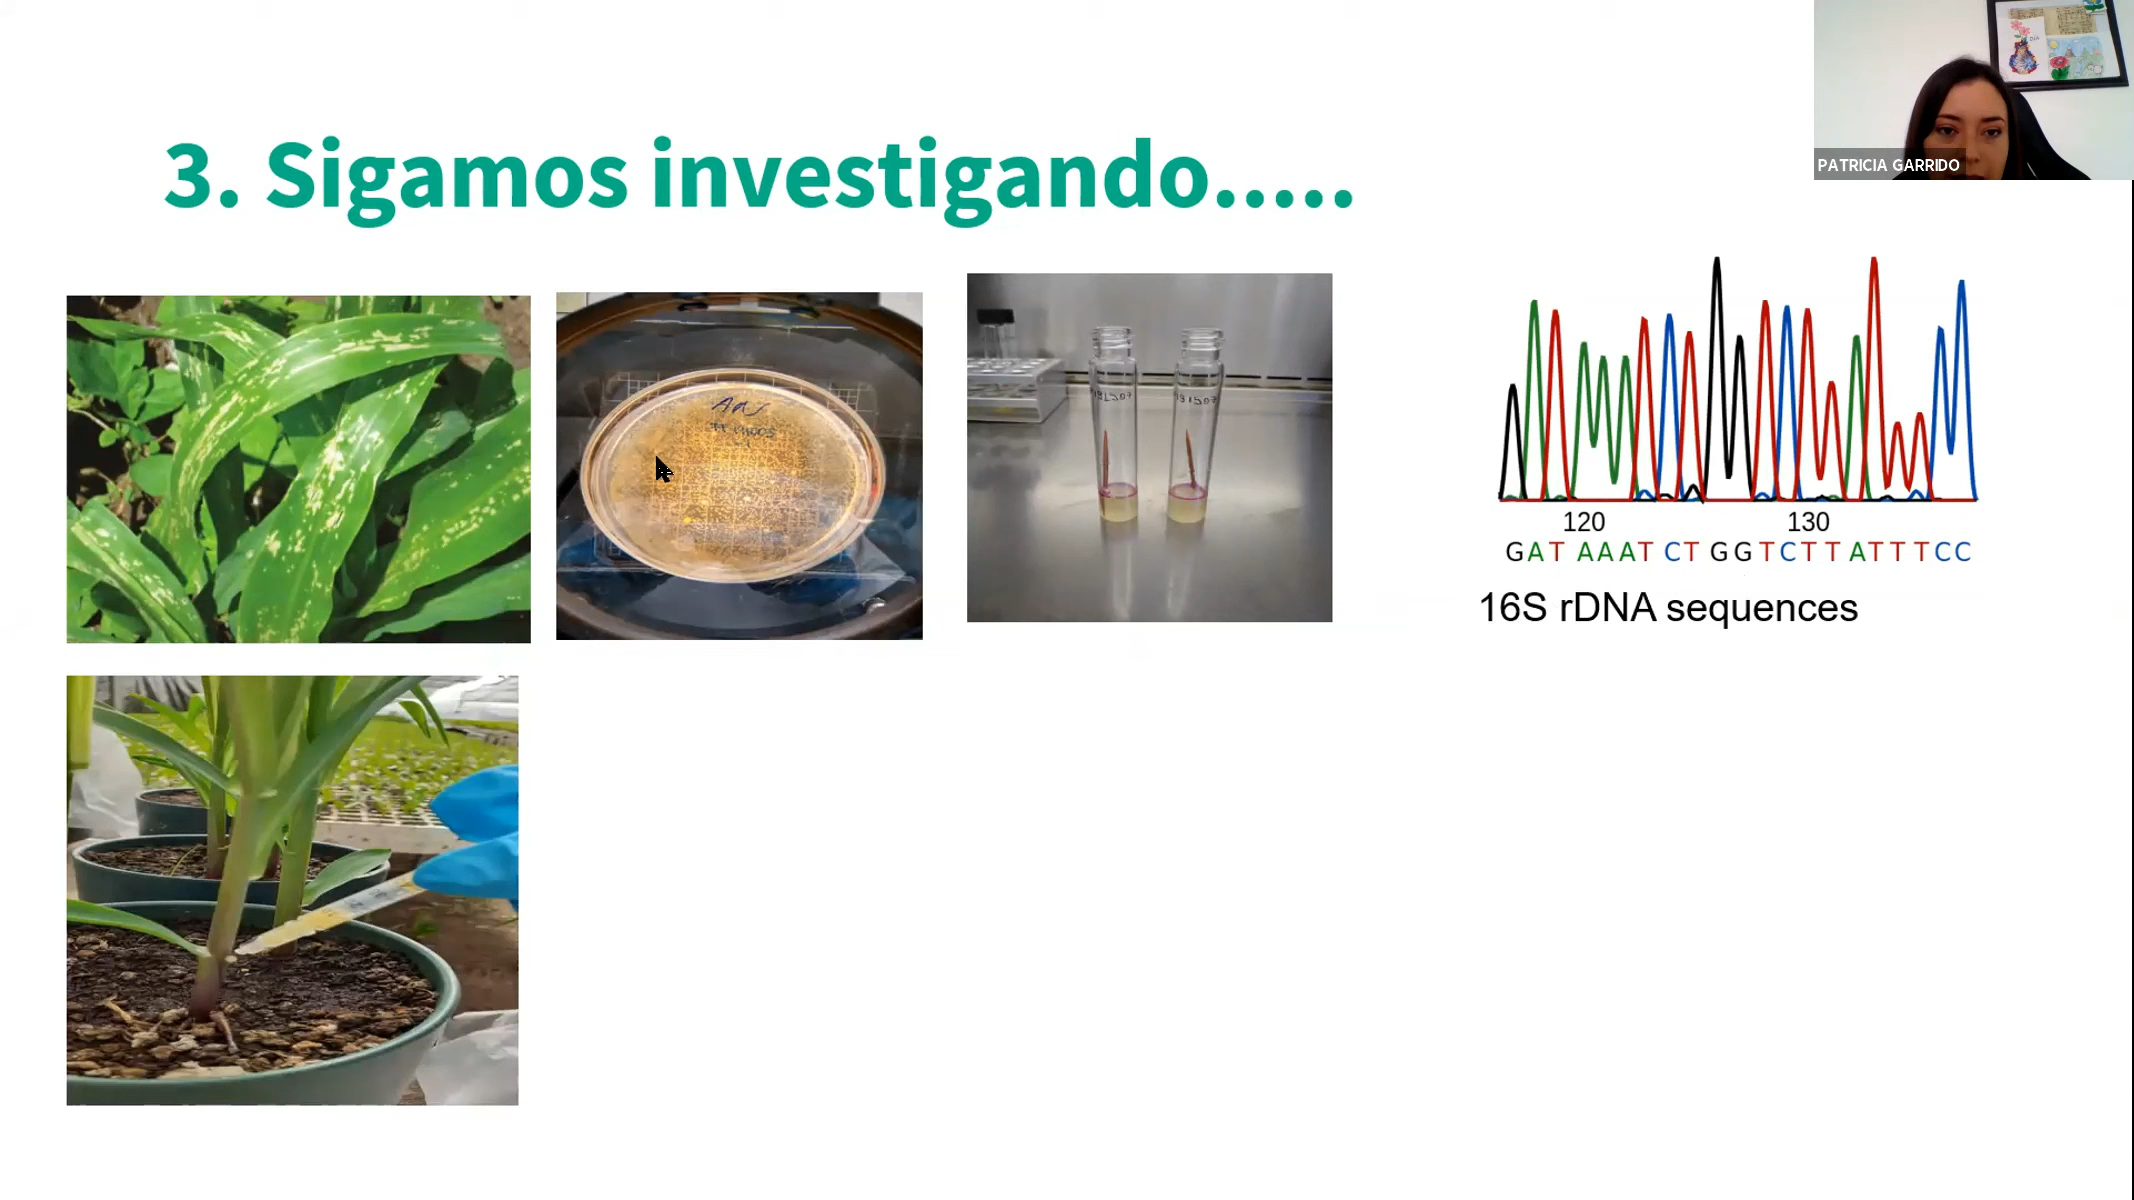 3. Sigamos investigando.....
PATRICIA GARRIDO
120 130
GAT AAAT CT GGTCTTATTTCC
16S rDNA sequences